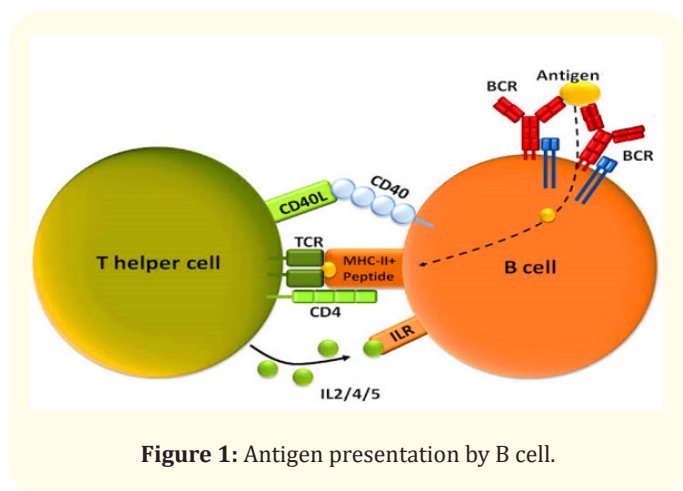 Antigen
BCR
BCR
CD40L
CD40
T helper cell
TCR
MHC-II+
Peptide
B cell
CD4
ILR
IL2/4/5
Figure 1: Antigen presentation by B cell.